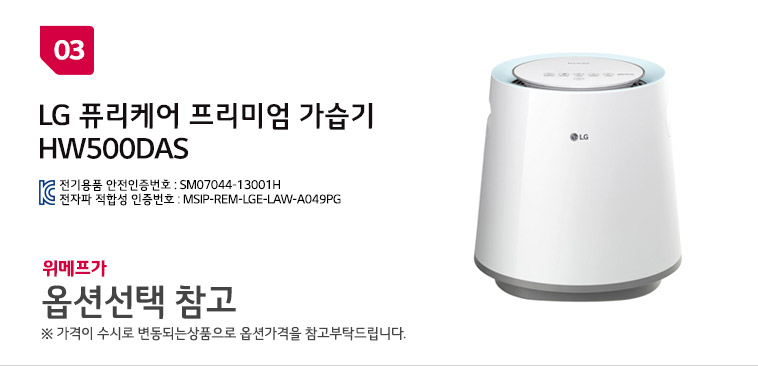 03
LG 퓨리케어 프리미엄 가습기
HW500DAS
전기용품 안전인증번호 : SM07044-13001H
전자파 적합성 인증번호 : MSIP-REM-LGE-LAW-A049PG
위메프가
옵션선택 참고
※ 가격이 수시로 변동되는상품으로 옵션가격을 참고부탁드립니다.
LG